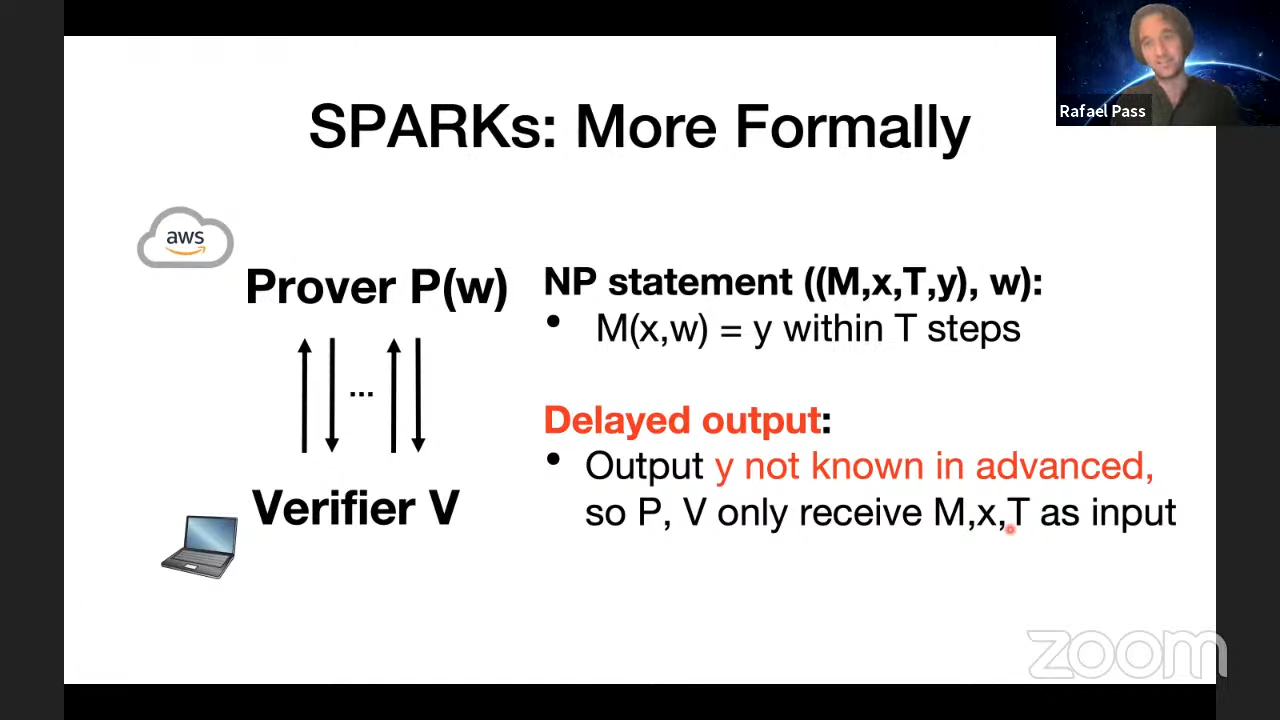 Rafael Pass
SPARKs: More Formally
aws
Prover P(w)
...
Verifier V
NP statement ((M,x,T,y), w):
• M(x,w) = y within T steps
Delayed output:
• Output y not known in advanced,
so P, V only receive M,x,T as input
zoom